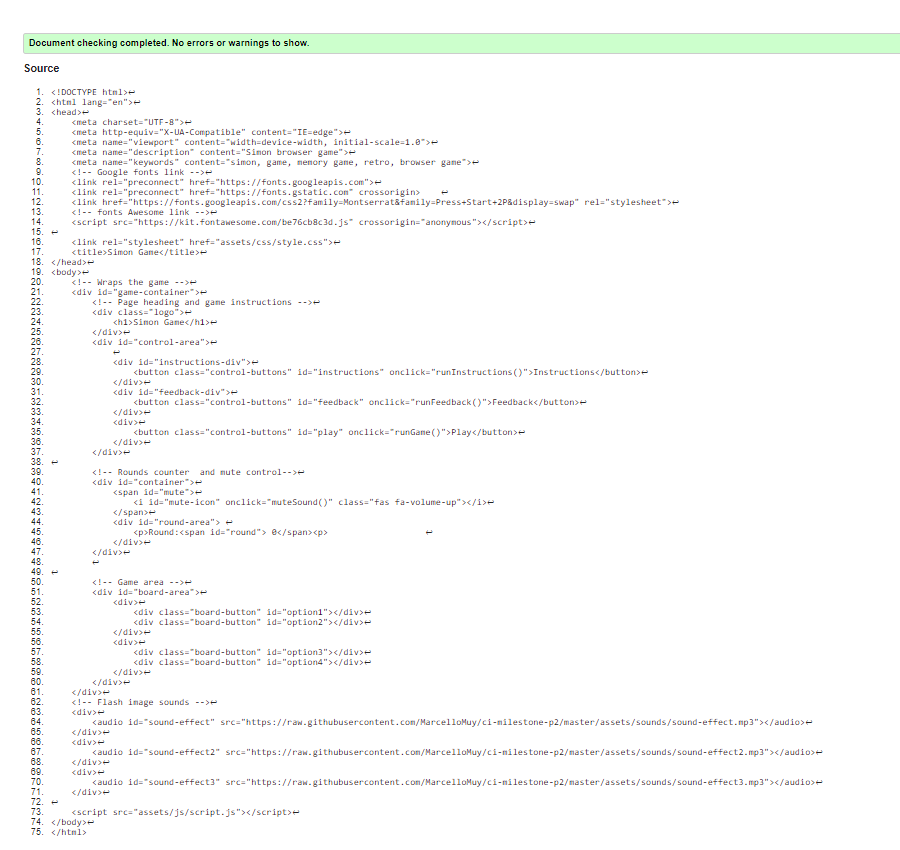 Document checking completed. No errors or warnings to show.
Source
1. <!DOCTYPE html>↩
2. <html lang="en">↩
3. <head>↩
4. <meta charset="UTF-8">↩
5. <meta http-equiv="X-UA-Compatible" content="IE=edge">↩
6. <meta name="viewport" content="width=device-width, initial-scale=1.0">↩
7. <meta name="description" content="Simon browser game">↩
8. <meta name="keywords" content="simon, game, memory game, retro, browser game">↩
9. <!-- Google fonts link -->↩
10. <link rel="preconnect" href="https://fonts.googleapis.com">↩
11. <link rel="preconnect" href="https://fonts.gstatic.com" crossorigin> ↩
12. <link href="https://fonts.googleapis.com/css2?family=Montserrat&family=Press+Start+2P&display=swap" rel="stylesheet">↩
13. <!-- fonts Awesome link -->↩
14. <script src="https://kit.fontawesome.com/be76cb8c3d.js" crossorigin="anonymous"></script>↩
15. ↩
16. <link rel="stylesheet" href="assets/css/style.css">↩
17. <title>Simon Game</title>↩
18. </head>↩
19. <body>↩
20. <!-- Wraps the game -->↩
21. <div id="game-container">↩
22. <!-- Page heading and game instructions -->↩
23. <div class="logo">↩
24. <h1>Simon Game</h1>↩
25. </div>↩
26. <div id="control-area">↩
27. ↩
28. <div id="instructions-div">↩
29. <button class="control-buttons" id="instructions" onclick="runInstructions()">Instructions</button>↩
30. </div>↩
31. <div id="feedback-div">↩
32. <button class="control-buttons" id="feedback" onclick="runFeedback()">Feedback</button>↩
33. </div>↩
34. <div>↩
35. <button class="control-buttons" id="play" onclick="runGame()">Play</button>↩
36. </div>↩
37. </div>↩
38. ↩
39. <!-- Rounds counter  and mute control-->↩
40. <div id="container">↩
41. <span id="mute">↩
42. <i id="mute-icon" onclick="muteSound()" class="fas fa-volume-up"></i>↩
43. </span>↩
44. <div id="round-area"> ↩
45. <p>Round:<span id="round"> 0</span><p> ↩
46. </div>↩
47. </div>↩
48. ↩
49. ↩
50. <!-- Game area -->↩
51. <div id="board-area">↩
52. <div>↩
53. <div class="board-button" id="option1"></div>↩
54. <div class="board-button" id="option2"></div>↩
55. </div>↩
56. <div>↩
57. <div class="board-button" id="option3"></div>↩
58. <div class="board-button" id="option4"></div>↩
59. </div>↩
60. </div>↩
61. </div>↩
62. <!-- Flash image sounds -->↩
63. <div>↩
64. <audio id="sound-effect" src="https://raw.githubusercontent.com/MarcelloMuy/ci-milestone-p2/master/assets/sounds/sound-effect.mp3"></audio>↩
65. </div>↩
66. <div>↩
67. <audio id="sound-effect2" src="https://raw.githubusercontent.com/MarcelloMuy/ci-milestone-p2/master/assets/sounds/sound-effect2.mp3"></audio>↩
68. </div>↩
69. <div>↩
70. <audio id="sound-effect3" src="https://raw.githubusercontent.com/MarcelloMuy/ci-milestone-p2/master/assets/sounds/sound-effect3.mp3"></audio>↩
71. </div>↩
72. ↩
73. <script src="assets/js/script.js"></script>↩
74. </body>↩
75. </html>